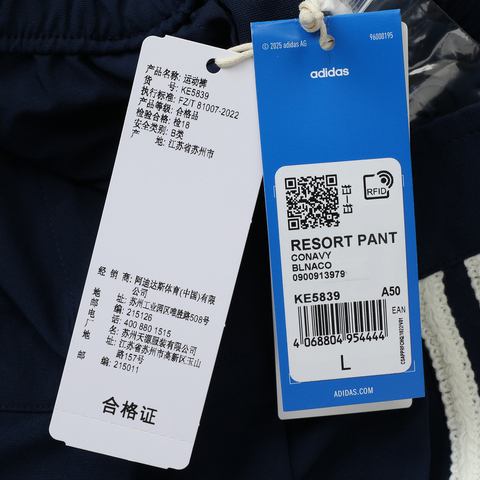 产品名称: 运动裤
货号: KE5839
执行标准: FZ/T 81007-2022
产品等级: 合格品
检验合格: 检18
安全类别: B类
产 地: 江苏省苏州市
经 销 商: 阿迪达斯体育(中国)有限
公司
地 址: 苏州工业园区唯胜路508号
邮 编: 215126
电 话: 400 880 1515
厂 名: 苏州天源服装有限公司
厂 址: 江苏省苏州市高新区玉山
路157号
邮 编: 215011
合格证
© 2025 adidas AG
96000195
adidas
RFID
RESORT PANT
CONAVY
BLNACO
0900913979
KE5839
A50
EAN
4 068804 954444
L
ADIDAS.COM